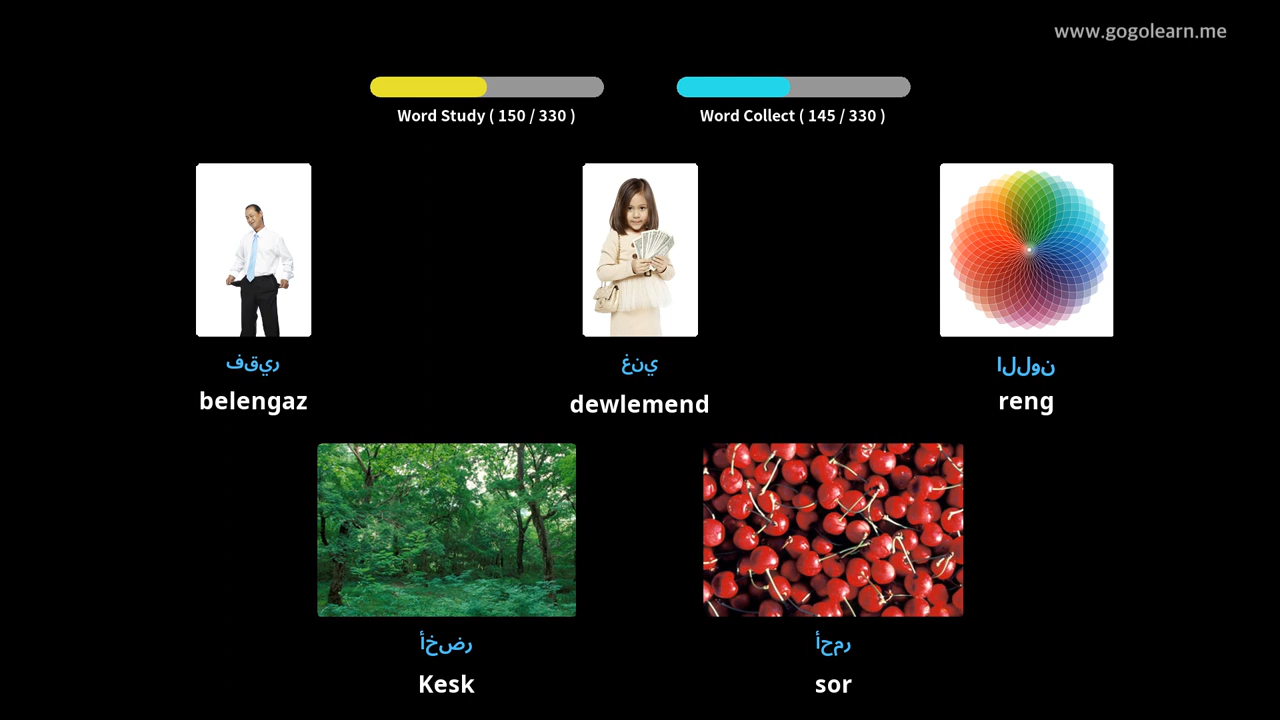 www.gogolearn.me
Word Study ( 150 / 330 )
Word Collect ( 145 / 330 )
فقير
غني
اللون
belengaz
dewlemend
reng
أخضر
أحمر
Kesk
sor